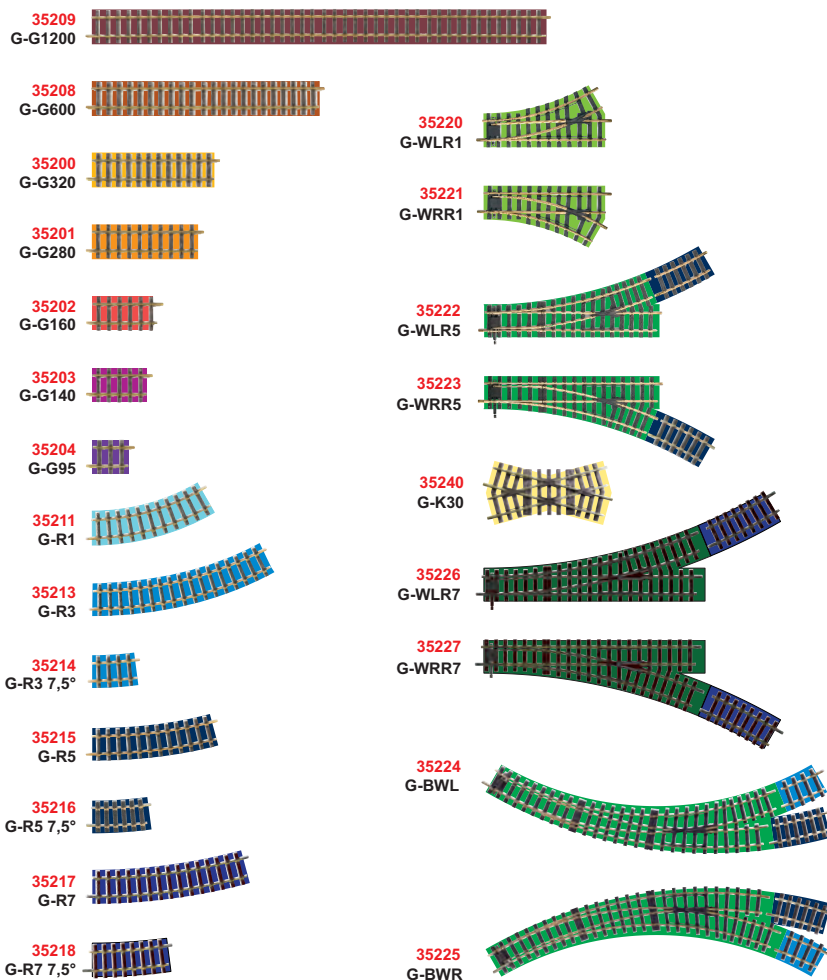 35209
G-G1200
35208
G-G600
35200
G-G320
35201
G-G280
35202
G-G160
35203
G-G140
35204
G-G95
35211
G-R1
35213
G-R3
35214
G-R3 7,5°
35215
G-R5
35216
G-R5 7,5°
35217
G-R7
35218
G-R7 7,5°
35220
G-WLR1
35221
G-WRR1
35222
G-WLR5
35223
G-WRR5
35240
G-K30
35226
G-WLR7
35227
G-WRR7
35224
G-BWL
35225
G-BWR